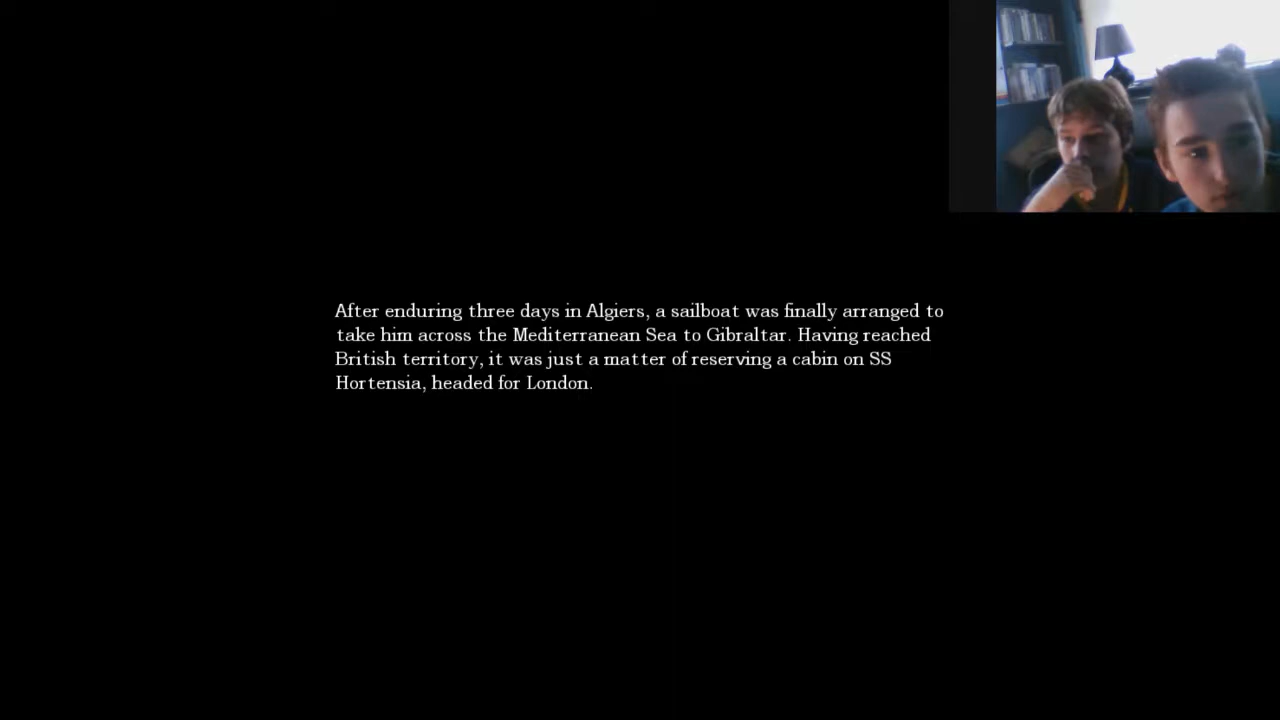 After enduring three days in Algiers, a sailboat was finally arranged to
take him across the Mediterranean Sea to Gibraltar. Having reached
British territory, it was just a matter of reserving a cabin on SS
Hortensia, headed for London.